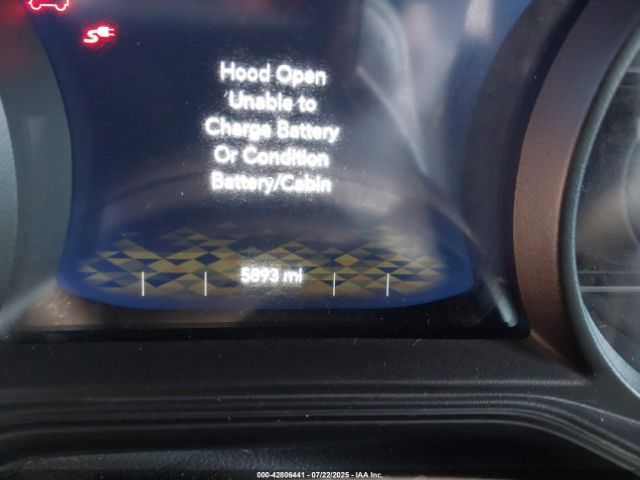 Hood Open
Unable to
Charge Battery
Or Condition
Battery/Cabin
5893 mi
000-42806441 - 07/22/2025 - IAA Inc.